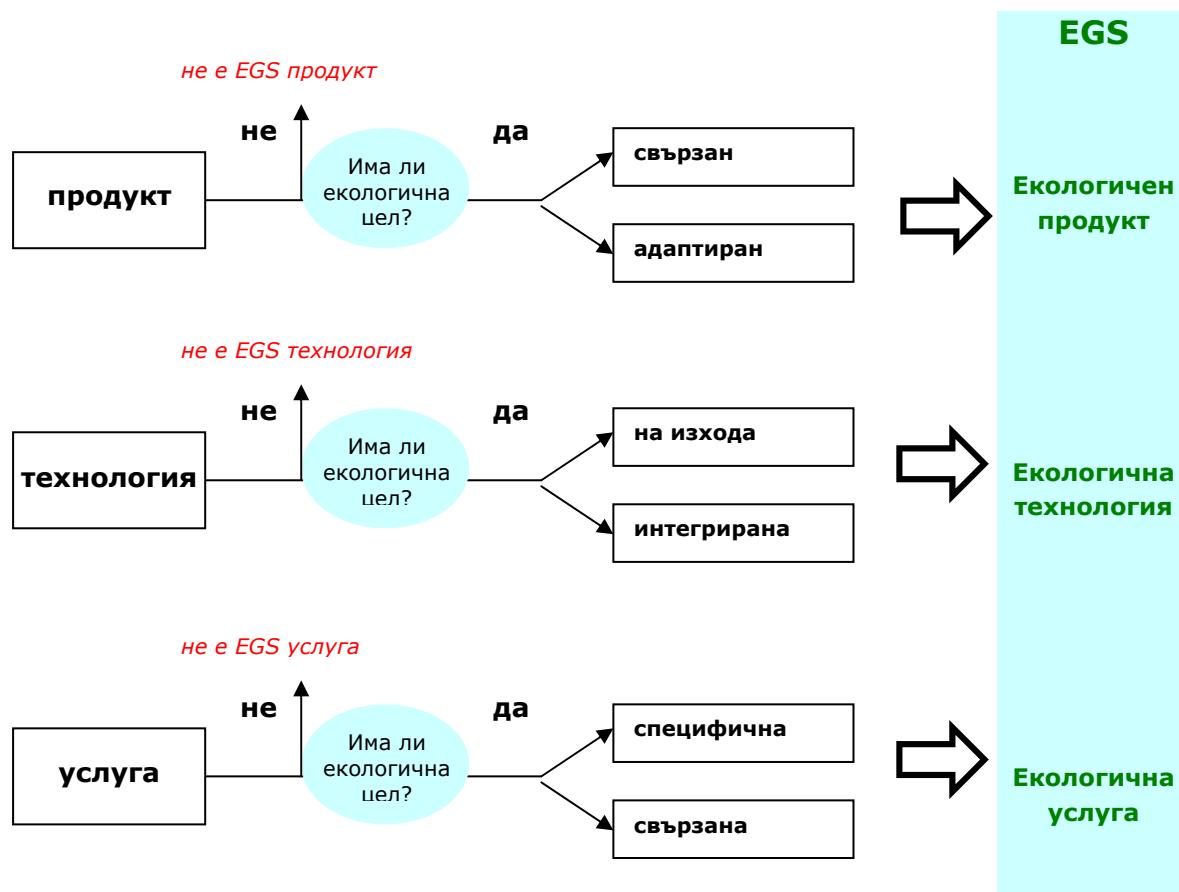 EGS
не е EGS продукт
не
да
продукт
Има ли
екологична
цел?
свързан
адаптиран
Екологичен
продукт
не е EGS технология
не
да
технология
Има ли
екологична
цел?
на изхода
интегрирана
Екологична
технология
не е EGS услуга
не
да
услуга
Има ли
екологична
цел?
специфична
свързана
Екологична
услуга